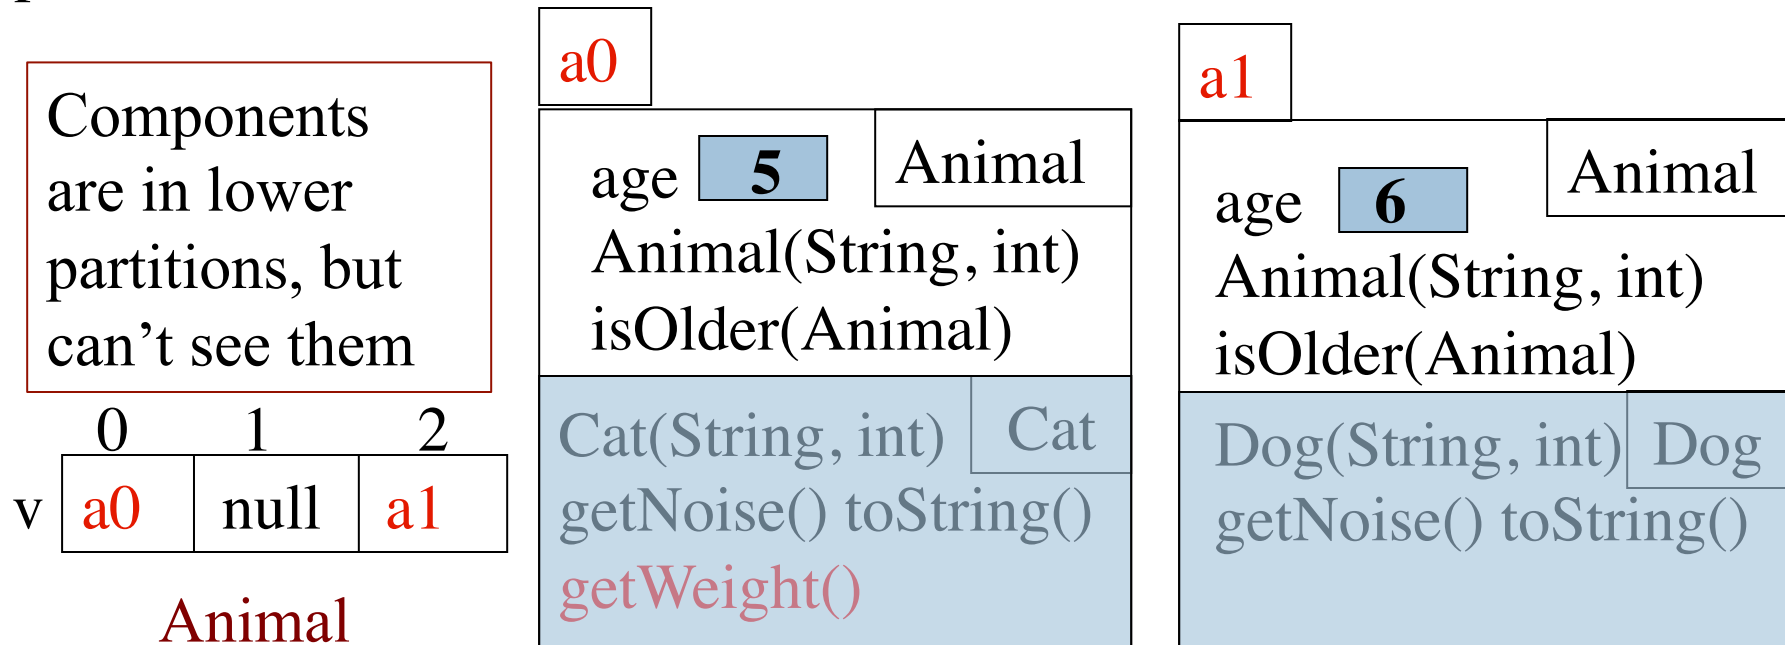 Components
are in lower
partitions, but
can’t see them
0 1 2
v a0 null a1
Animal
a0
age 5 Animal
Animal(String, int)
isOlder(Animal)
Cat(String, int) Cat
getNoise() toString()
getWeight()
a1
age 6 Animal
Animal(String, int)
isOlder(Animal)
Dog(String, int) Dog
getNoise() toString()